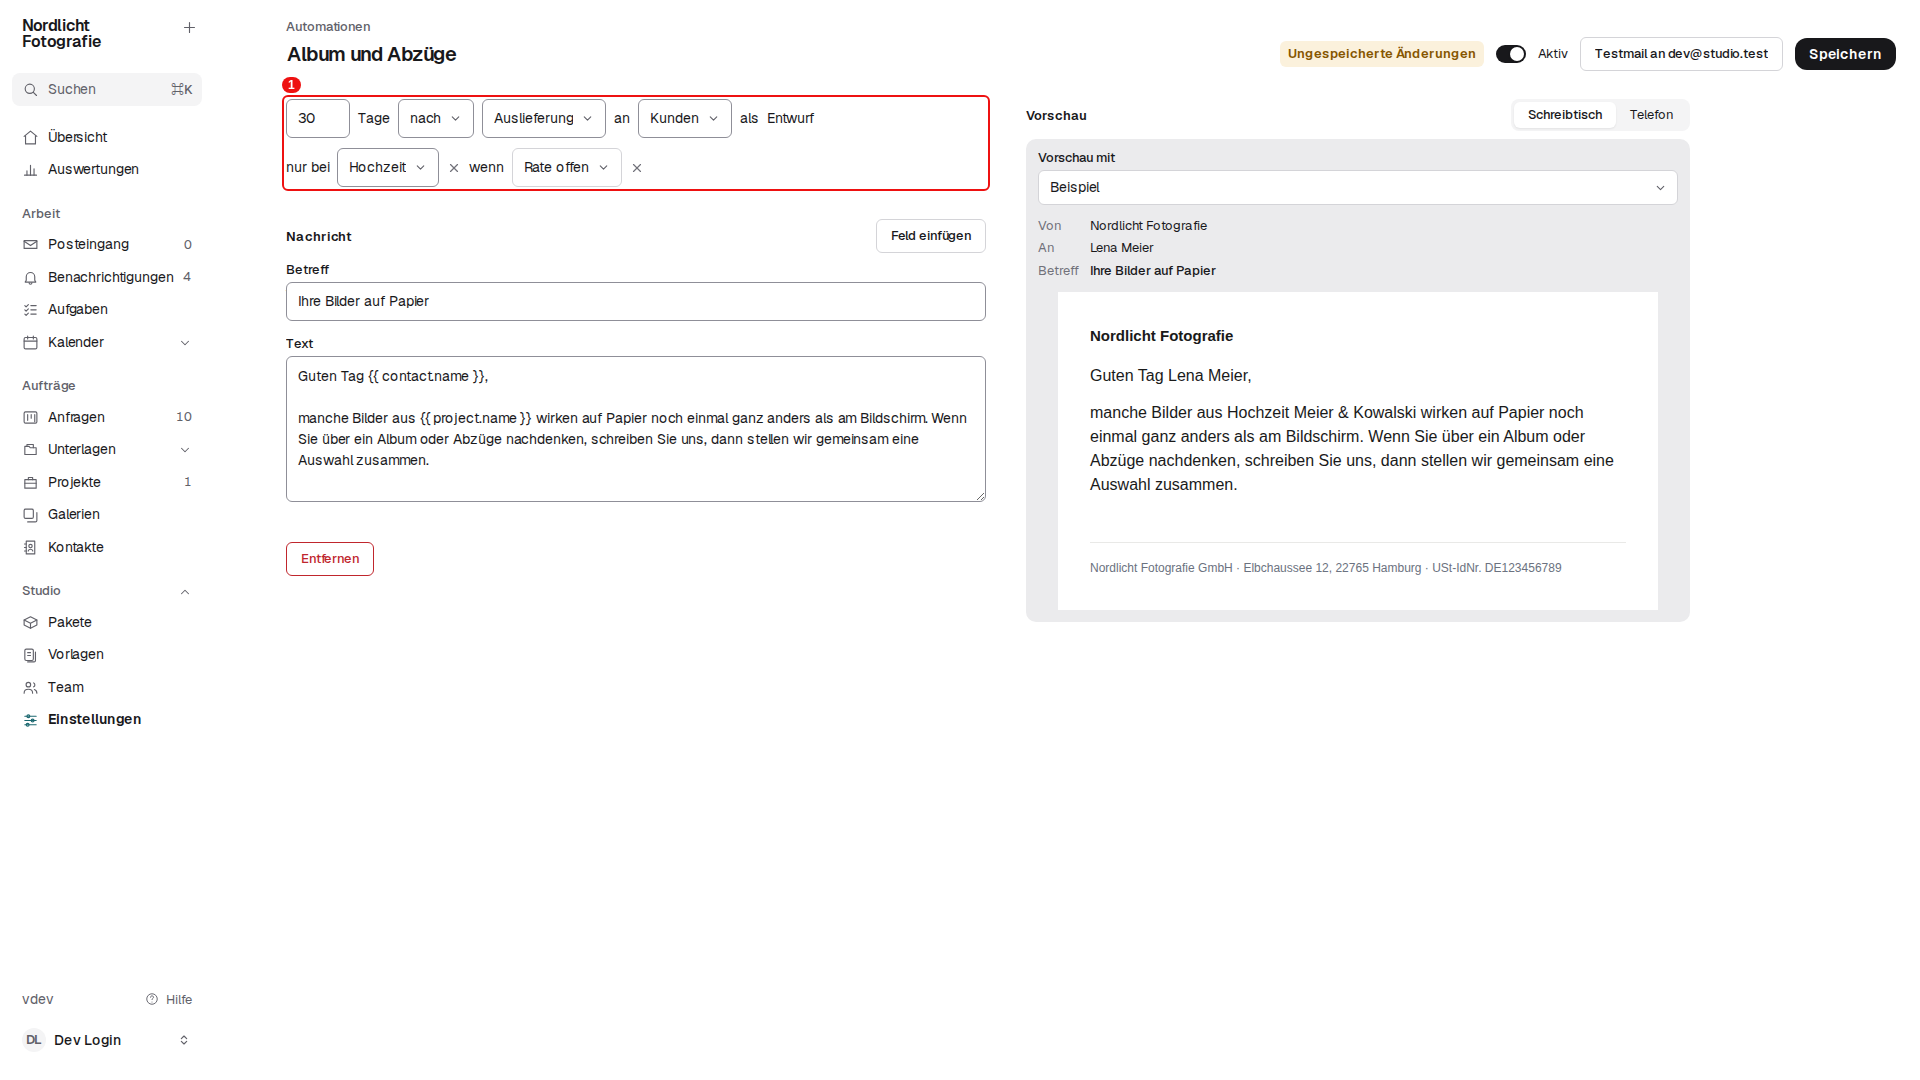 Nordlicht
Fotografie
Suchen ⌘K
Übersicht
Auswertungen
Arbeit
Posteingang 0
Benachrichtigungen 4
Aufgaben
Kalender
Aufträge
Anfragen 10
Unterlagen
Projekte 1
Galerien
Kontakte
Studio
Pakete
Vorlagen
Team
Einstellungen
vdev Hilfe
DL Dev Login
Automationen
Album und Abzüge
Ungespeicherte Änderungen Aktiv Testmail an dev@studio.test Speichern
1
30 Tage nach Auslieferung an Kunden als Entwurf
nur bei Hochzeit × wenn Rate offen ×
Nachricht Feld einfügen
Betreff
Ihre Bilder auf Papier
Text
Guten Tag {{ contact.name }},
manche Bilder aus {{ project.name }} wirken auf Papier noch einmal ganz anders als am Bildschirm. Wenn
Sie über ein Album oder Abzüge nachdenken, schreiben Sie uns, dann stellen wir gemeinsam eine
Auswahl zusammen.
Entfernen
Vorschau Schreibtisch Telefon
Vorschau mit
Beispiel
Von Nordlicht Fotografie
An Lena Meier
Betreff Ihre Bilder auf Papier
Nordlicht Fotografie
Guten Tag Lena Meier,
manche Bilder aus Hochzeit Meier & Kowalski wirken auf Papier noch
einmal ganz anders als am Bildschirm. Wenn Sie über ein Album oder
Abzüge nachdenken, schreiben Sie uns, dann stellen wir gemeinsam eine
Auswahl zusammen.
Nordlicht Fotografie GmbH · Elbchaussee 12, 22765 Hamburg · USt-IdNr. DE123456789